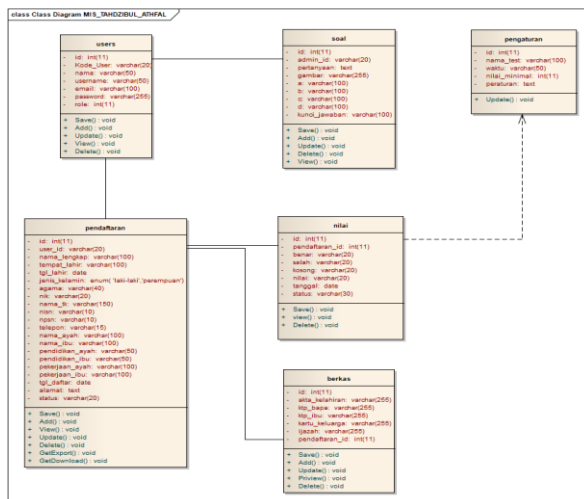 class Class Diagram MIS_TAHDZIBUL_ATHFAL
users
- id: int(11)
- Kode_User: varchar(20)
- nama: varchar(50)
- username: varchar(50)
- email: varchar(100)
- password: varchar(255)
- role: int(11)
+ Save() : void
+ Add() : void
+ Update() : void
+ View() : void
+ Delete() : void
soal
- id: int(11)
- admin_id: varchar(20)
- pertanyaan: text
- gambar: varchar(255)
- a: varchar(100)
- b: varchar(100)
- c: varchar(100)
- d: varchar(100)
- kunci_jawaban: varchar(100)
+ Save() : void
+ Add() : void
+ Update() : void
+ Delete() : void
+ View() : void
pengaturan
- id: int(11)
- nama_test: varchar(100)
- waktu: varchar(50)
- nilai_minimal: int(11)
- peraturan: text
+ Update() : void
pendaftaran
- id: int(11)
- user_id: varchar(20)
- nama_lengkap: varchar(100)
- tempat_lahir: varchar(100)
- tgl_lahir: date
- jenis_kelamin: enum( 'laki-laki','perempuan')
- agama: varchar(40)
- nik: varchar(20)
- nama_tk: varchar(150)
- nisn: varchar(10)
- npsn: varchar(10)
- telepon: varchar(15)
- nama_ayah: varchar(100)
- nama_ibu: varchar(100)
- pendidikan_ayah: varchar(50)
- pendidikan_ibu: varchar(50)
- pekerjaan_ayah: varchar(100)
- pekerjaan_ibu: varchar(100)
- tgl_daftar: date
- alamat: text
- status: varchar(20)
+ Save() : void
+ Add() : void
+ View() : void
+ Update() : void
+ Delete() : void
+ GetExport() : void
+ GetDownload() : void
nilai
- id: int(11)
- pendaftaran_id: int(11)
- benar: varchar(20)
- salah: varchar(20)
- kosong: varchar(20)
- nilai: varchar(20)
- tanggal: date
- status: varchar(30)
+ Save() : void
+ view() : void
+ Delete() : void
berkas
- id: int(11)
- akta_kelahiran: varchar(255)
- ktp_bapa: varchar(255)
- ktp_ibu: varchar(255)
- kartu_keluarga: varchar(255)
- ijazah: varchar(255)
- pendaftaran_id: int(11)
+ Save() : void
+ Add() : void
+ Update() : void
+ Priview() : void
+ Delete() : void